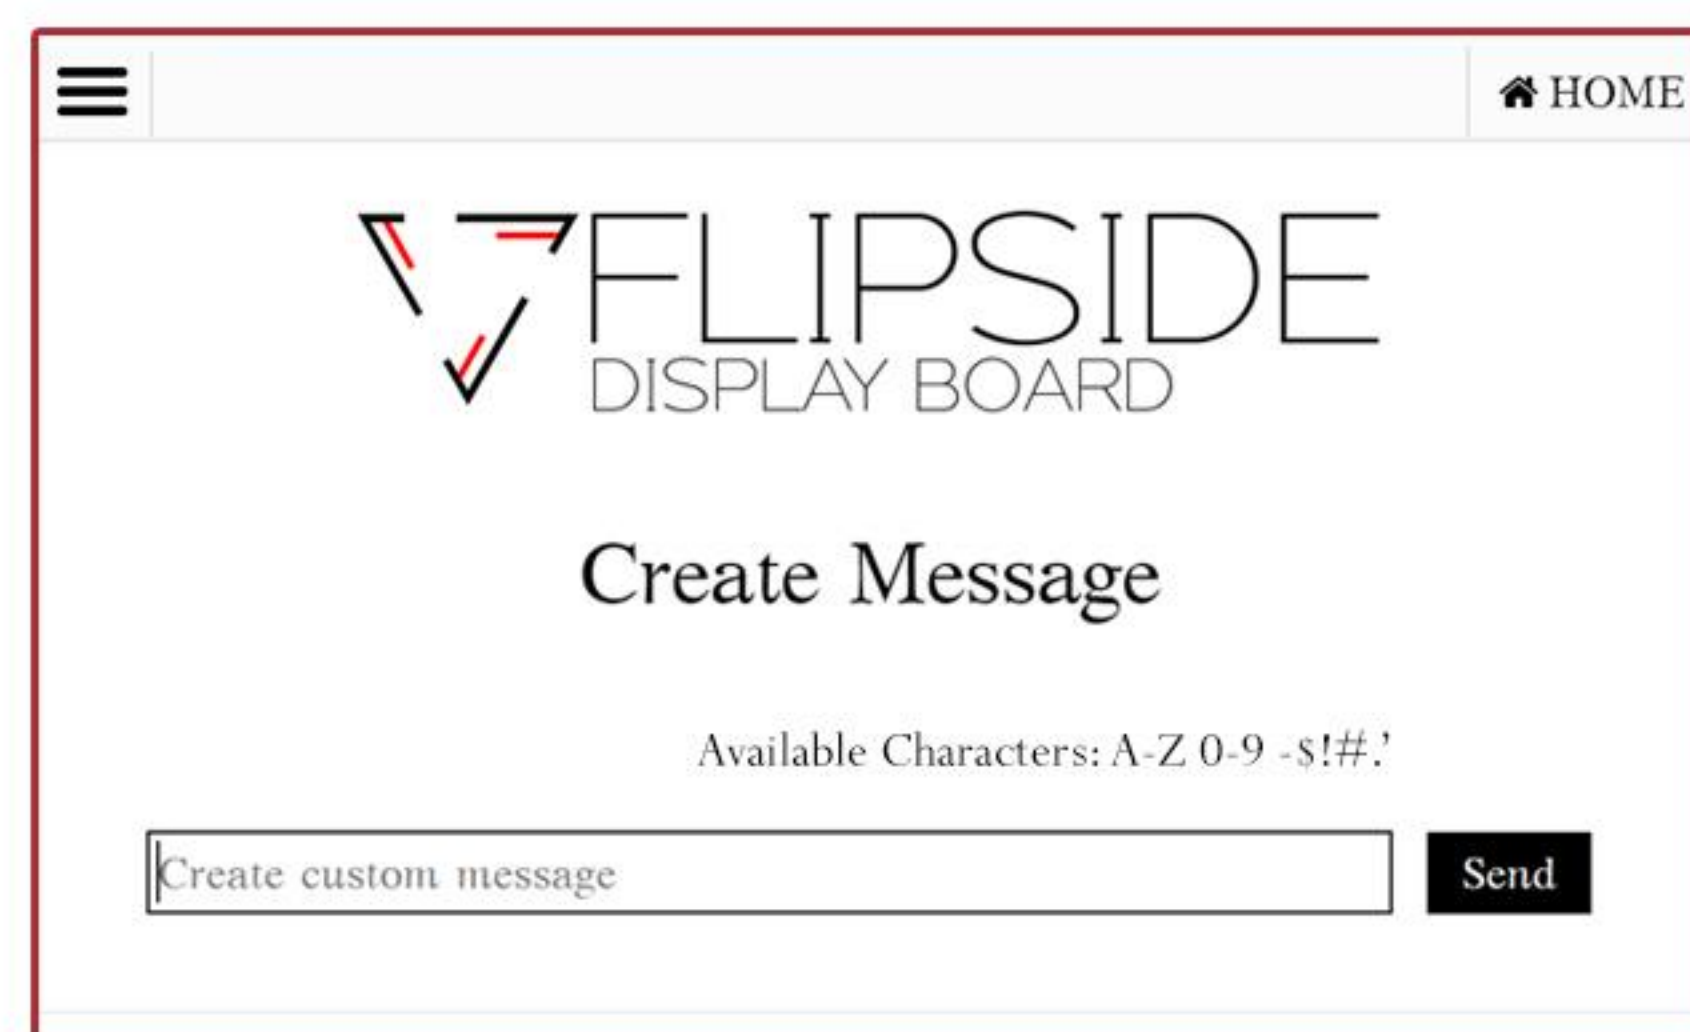 HOME
FLIPSIDE
DISPLAY BOARD
Create Message
Available Characters: A-Z 0-9 -$!#.’
Create custom message
Send